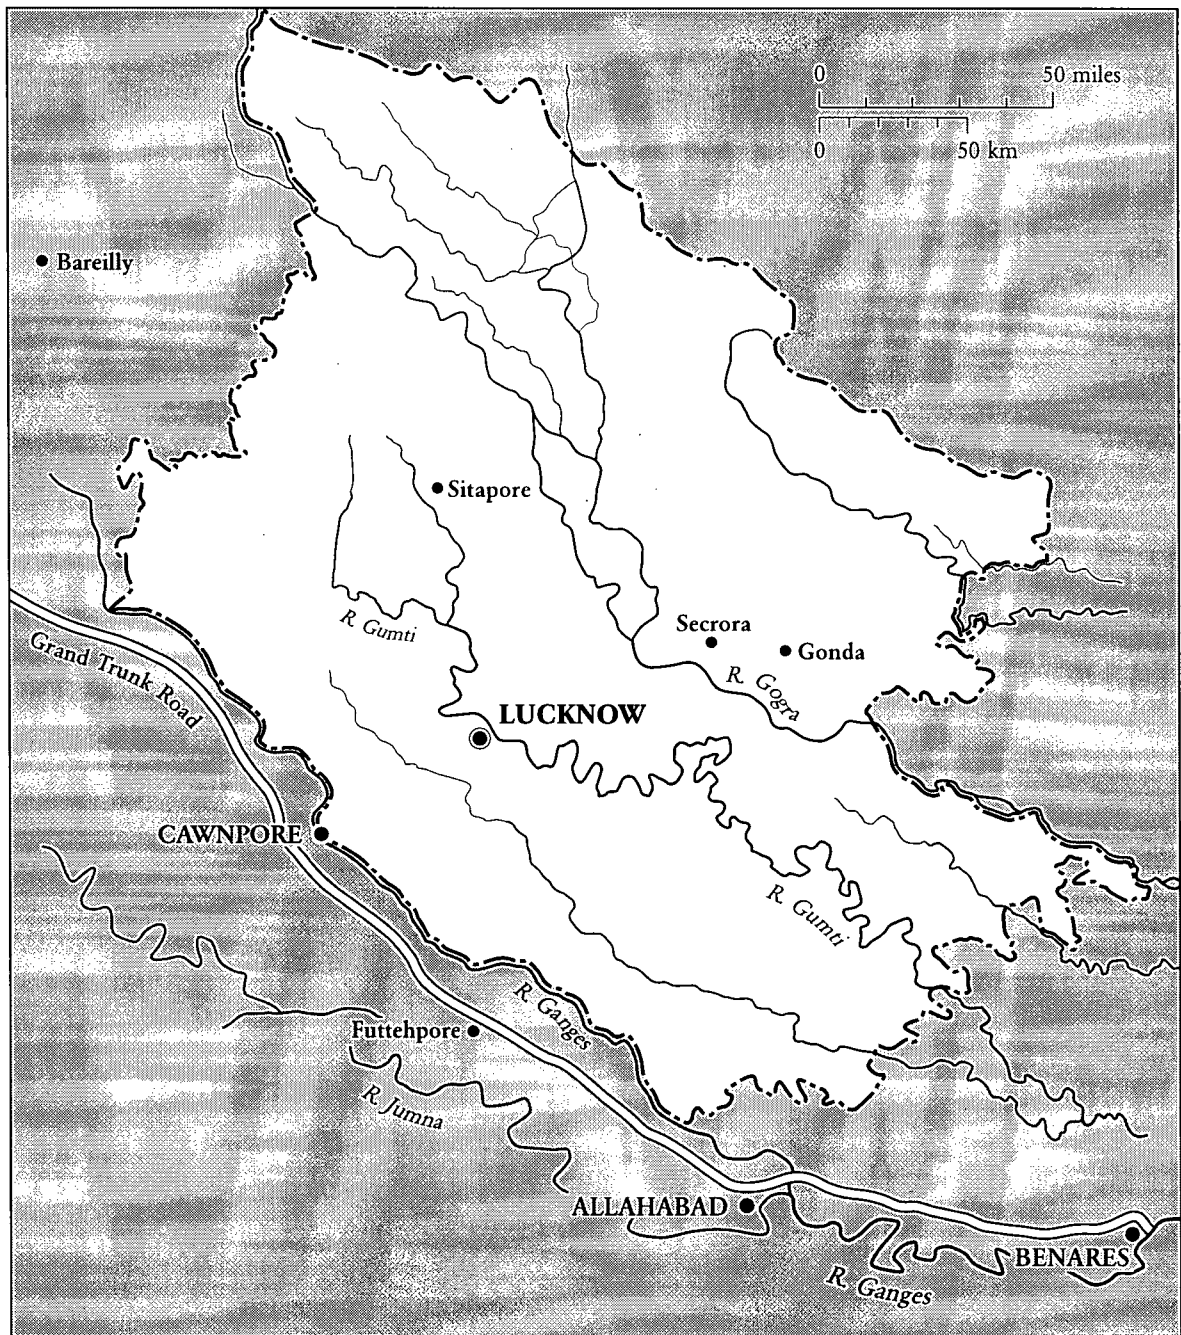 0 50 miles
0 50 km
Bareilly
Sitapore
R. Gumti
Secrora
Gonda
R. Gogra
Grand Trunk Road
LUCKNOW
CAWNPORE
R. Gumti
R. Ganges
Futtehpore
R. Jumna
ALLAHABAD
BENARES
R. Ganges